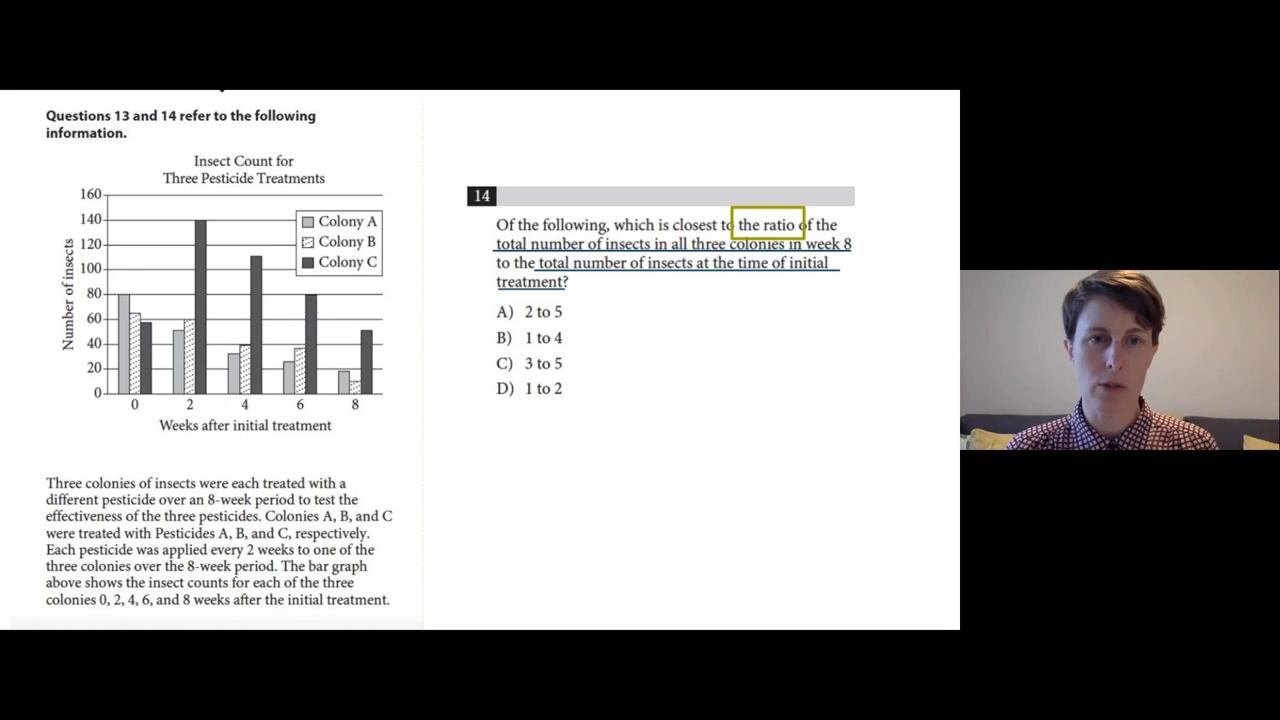 Questions 13 and 14 refer to the following
information.
Insect Count for
Three Pesticide Treatments
160
140
120
100
80
60
40
20
0
Number of insects
Colony A
Colony B
Colony C
0 2 4 6 8
Weeks after initial treatment
Three colonies of insects were each treated with a
different pesticide over an 8-week period to test the
effectiveness of the three pesticides. Colonies A, B, and C
were treated with Pesticides A, B, and C, respectively.
Each pesticide was applied every 2 weeks to one of the
three colonies over the 8-week period. The bar graph
above shows the insect counts for each of the three
colonies 0, 2, 4, 6, and 8 weeks after the initial treatment.
14
Of the following, which is closest to the ratio of the
total number of insects in all three colonies in week 8
to the total number of insects at the time of initial
treatment?
A) 2 to 5
B) 1 to 4
C) 3 to 5
D) 1 to 2